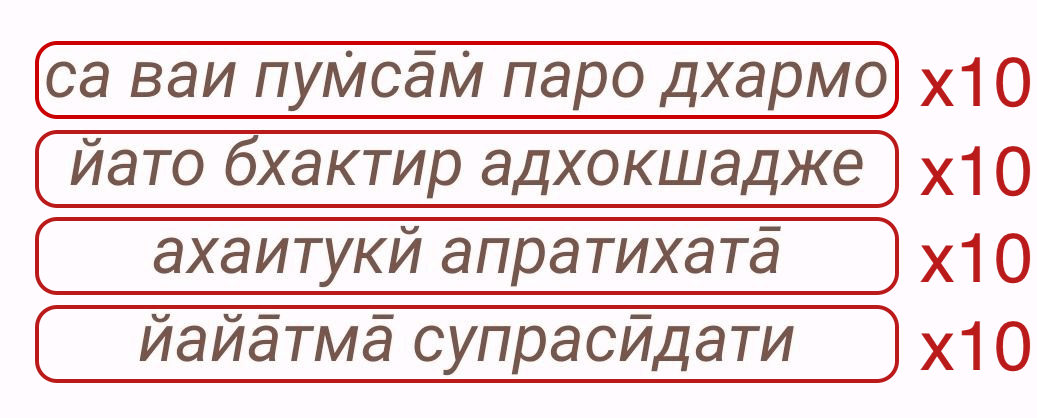 са ваи пум̇са̄м̇ паро дхармо x10
йато бхактир адхокшадже x10
ахаитукӣ апратихата̄ x10
йайа̄тма̄ супрасӣдати x10